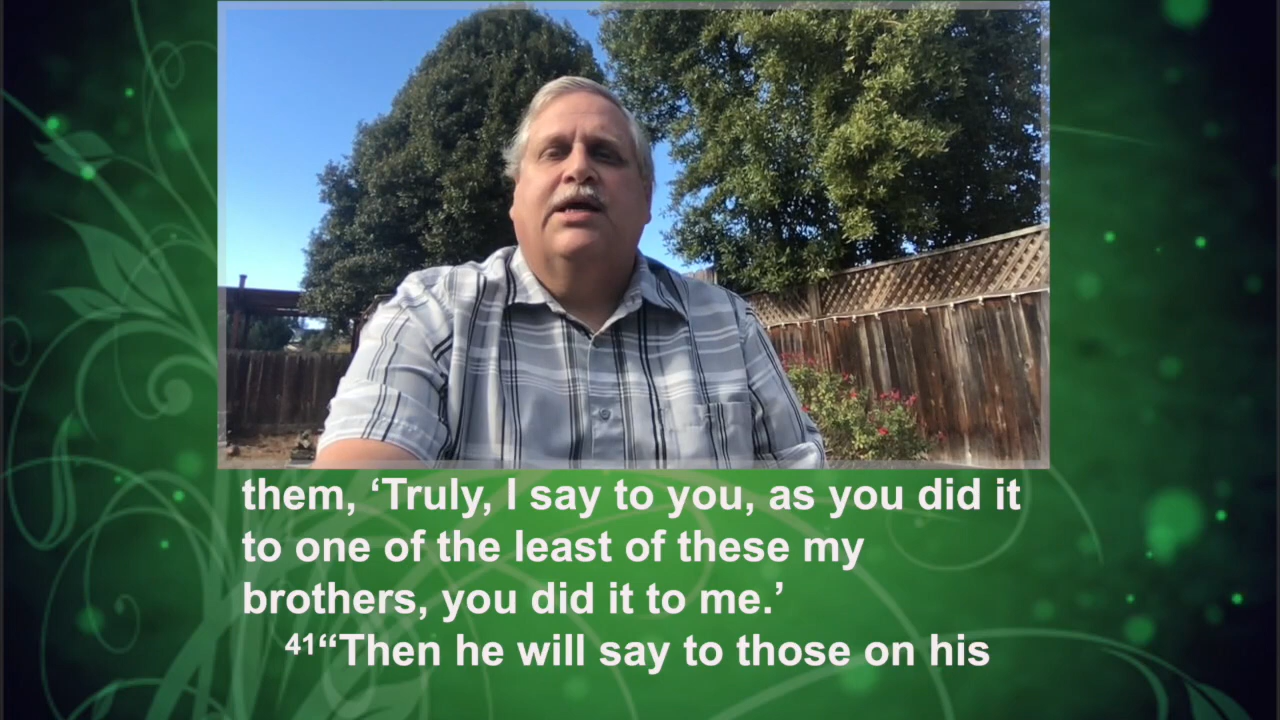 them, ‘Truly, I say to you, as you did it
to one of the least of these my
brothers, you did it to me.’
41“Then he will say to those on his